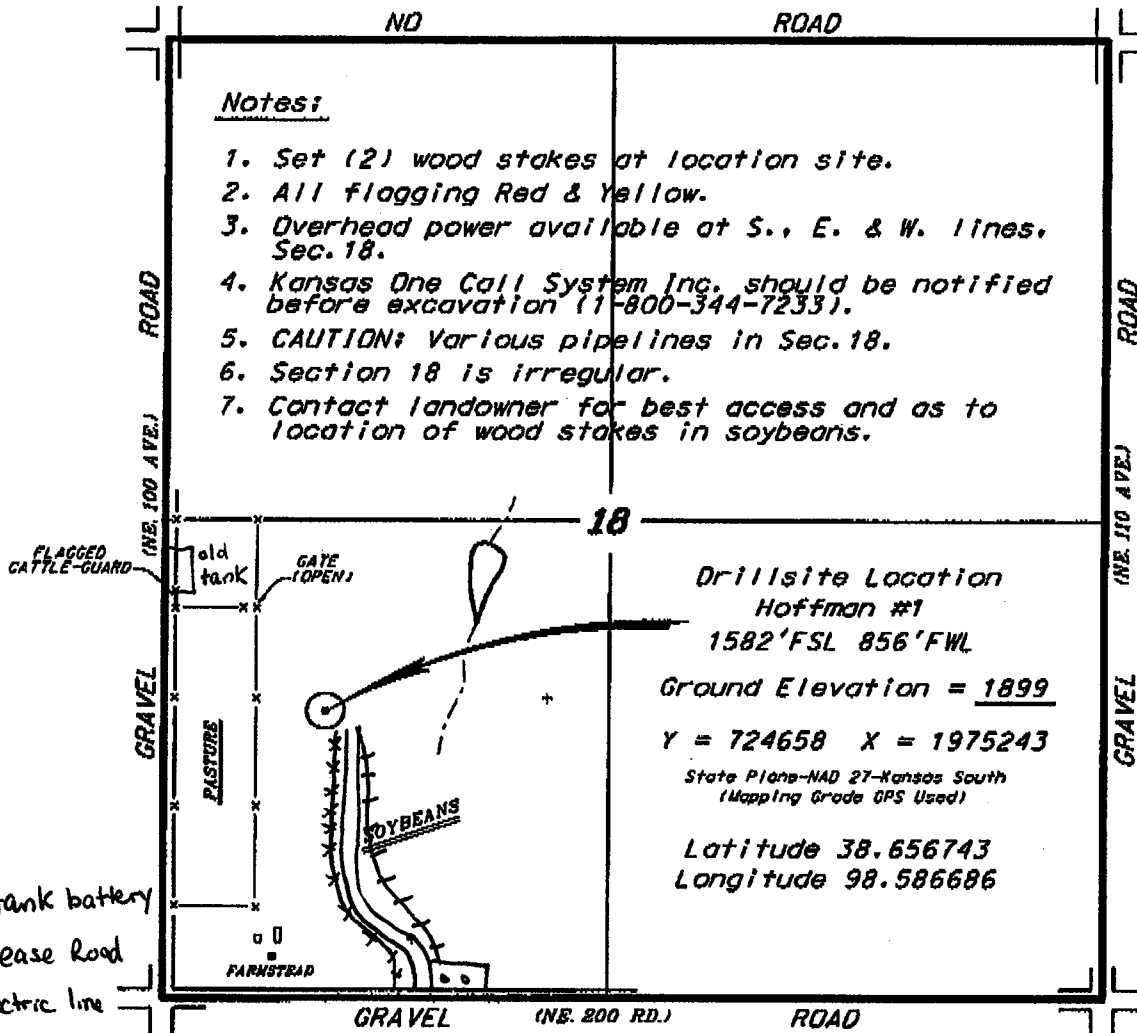 NO ROAD
Notes:
1. Set (2) wood stakes at location site.
2. All flagging Red & Yellow.
3. Overhead power available at S., E. & W. lines,
Sec. 18.
4. Kansas One Call System Inc. should be notified
before excavation (1-800-344-7233).
5. CAUTION: Various pipelines in Sec. 18.
6. Section 18 is irregular.
7. Contact landowner for best access and as to
location of wood stakes in soybeans.
ROAD
(NE. 100 AVE.)
GRAVEL
ROAD
(NE. 110 AVE.)
GRAVEL
18
FLAGGED
CATTLE-GUARD
old
tank
GATE
(OPEN)
PASTURE
SOYBEANS
FARMSTEAD
Drillsite Location
Hoffman #1
1582'FSL 856'FWL
Ground Elevation = 1899
Y = 724658 X = 1975243
State Plane-NAD 27-Kansas South
(Mapping Grade GPS Used)
Latitude 38.656743
Longitude 98.586686
tank battery
ease Road
ctric line
GRAVEL (NE. 200 RD.) ROAD